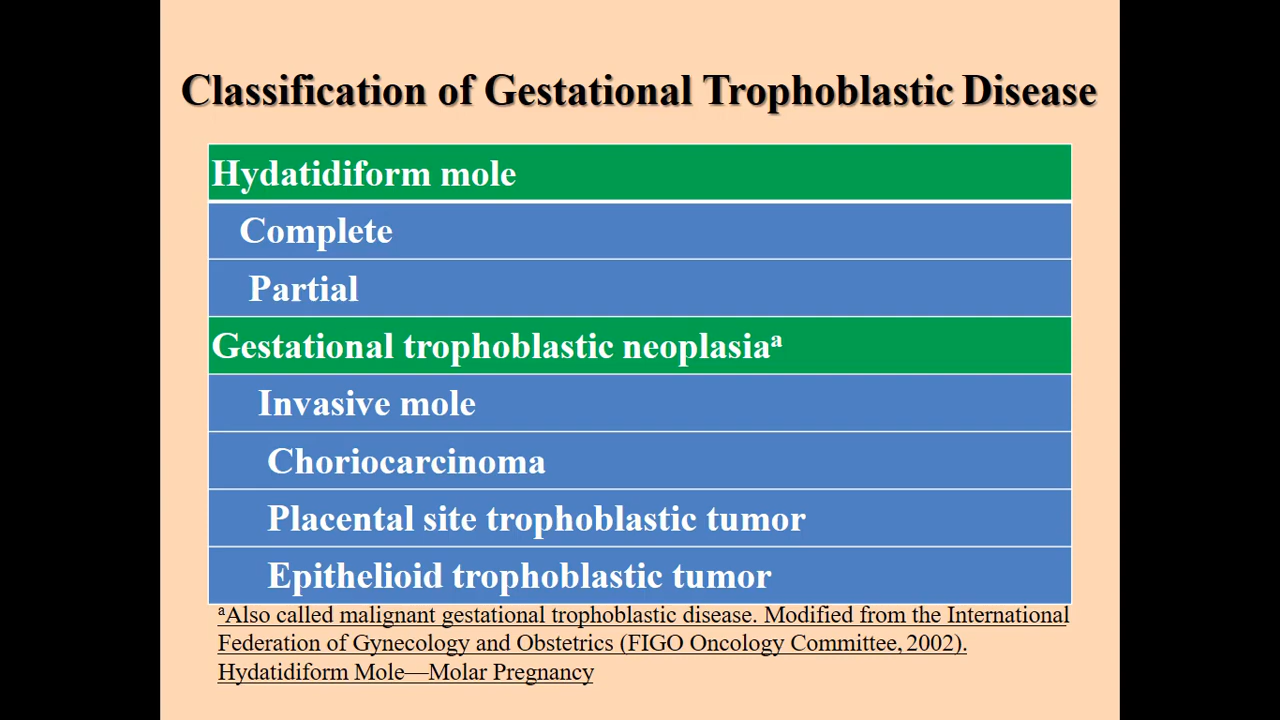 Classification of Gestational Trophoblastic Disease
Hydatidiform mole
Complete
Partial
Gestational trophoblastic neoplasiaᵃ
Invasive mole
Choriocarcinoma
Placental site trophoblastic tumor
Epithelioid trophoblastic tumor
ᵃAlso called malignant gestational trophoblastic disease. Modified from the International
Federation of Gynecology and Obstetrics (FIGO Oncology Committee, 2002).
Hydatidiform Mole—Molar Pregnancy